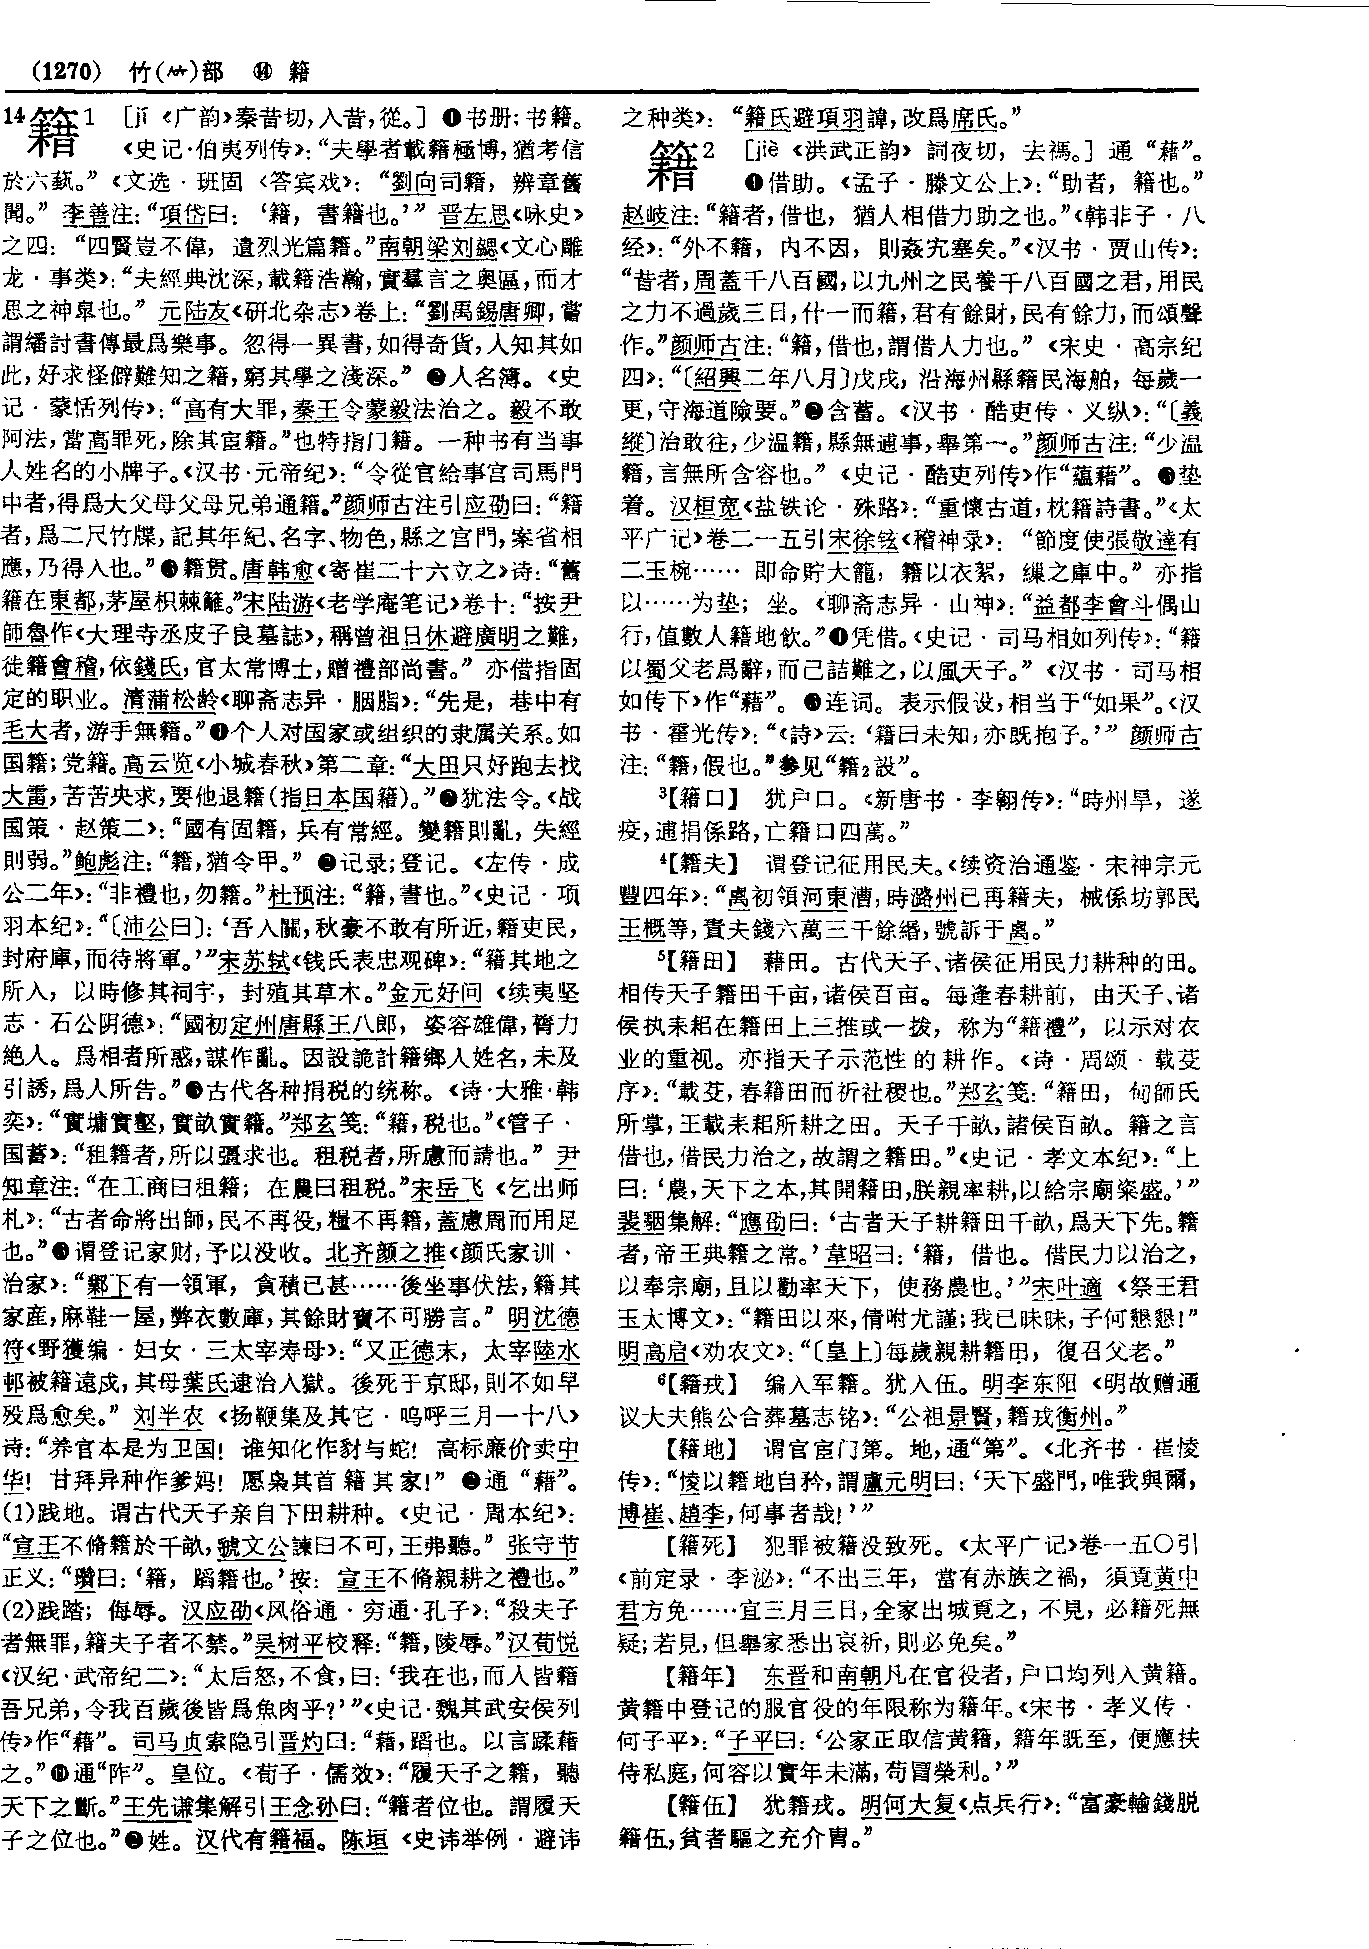 (1270) 竹(⺮)部 ⑭ 籍
14籍1 [jí《广韵》秦昔切,入昔,從。] ❶书册;书籍。
《史记·伯夷列传》:“夫學者載籍極博,猶考信
於六藝。”《文选·班固〈答宾戏〉》:“劉向司籍,辨章舊
聞。”李善注:“項岱曰:‘籍,書籍也。’”晋左思《咏史》
之四:“四賢豈不偉,遺烈光篇籍。”南朝梁刘勰《文心雕
龙·事类》:“夫經典沈深,載籍浩瀚,實羣言之奥區,而才
思之神臯也。”元陆友《研北杂志》卷上:“劉禹錫唐卿,嘗
謂繙討書傳最爲樂事。忽得一異書,如得奇貨,人知其如
此,好求怪僻難知之籍,窮其學之淺深。”❷人名簿。《史
记·蒙恬列传》:“高有大罪,秦王令蒙毅法治之。毅不敢
阿法,當高罪死,除其宦籍。”也特指门籍。一种书有当事
人姓名的小牌子。《汉书·元帝纪》:“令從官給事宫司馬門
中者,得爲大父母父母兄弟通籍。”颜师古注引应劭曰:“籍
者,爲二尺竹牒,記其年紀、名字、物色,縣之宫門,案省相
應,乃得入也。”❸籍贯。唐韩愈《寄崔二十六立之》诗:“舊
籍在東都,茅屋枳棘籬。”宋陆游《老学庵笔记》卷十:“按尹
師魯作《大理寺丞皮子良墓誌》,稱曾祖日休避廣明之難,
徙籍會稽,依錢氏,官太常博士,贈禮部尚書。”亦借指固
定的职业。清蒲松龄《聊斋志异·胭脂》:“先是,巷中有
毛大者,游手無籍。”❹个人对国家或组织的隶属关系。如
国籍;党籍。高云览《小城春秋》第二章:“大田只好跑去找
大雷,苦苦央求,要他退籍(指日本国籍)。”❺犹法令。《战
国策·赵策二》:“國有固籍,兵有常經。變籍則亂,失經
則弱。”鲍彪注:“籍,猶令甲。”❻记录;登记。《左传·成
公二年》:“非禮也,勿籍。”杜预注:“籍,書也。”《史记·项
羽本纪》:“〔沛公曰〕:‘吾入關,秋豪不敢有所近,籍吏民,
封府庫,而待將軍。’”宋苏轼《钱氏表忠观碑》:“籍其地之
所入,以時修其祠宇,封殖其草木。”金元好问《续夷坚
志·石公阴德》:“國初定州唐縣王八郎,姿容雄偉,膂力
絶人。爲相者所惑,謀作亂。因設詭計籍鄉人姓名,未及
引誘,爲人所告。”❼古代各种捐税的统称。《诗·大雅·韩
奕》:“實墉實壑,實畝實籍。”郑玄笺:“籍,税也。”《管子·
国蓄》:“租籍者,所以彊求也。租税者,所慮而請也。”尹
知章注:“在工商曰租籍;在農曰租税。”宋岳飞《乞出师
札》:“古者命將出師,民不再役,糧不再籍,蓋慮周而用足
也。”❽谓登记家财,予以没收。北齐颜之推《颜氏家训·
治家》:“鄴下有一領軍,貪積已甚……後坐事伏法,籍其
家産,麻鞋一屋,弊衣數庫,其餘財寶不可勝言。”明沈德
符《野獲编·妇女·三太宰寿母》:“又正德末,太宰陸水
邨被籍遠戍,其母葉氏逮治入獄。後死于京邸,則不如早
殁爲愈矣。”刘半农《扬鞭集及其它·呜呼三月一十八》
诗:“养官本是为卫国!谁知化作豺与蛇!高标廉价卖中
华!甘拜异种作爹妈!愿枭其首籍其家!”❾通“藉”。
(1)践地。谓古代天子亲自下田耕种。《史记·周本纪》:
“宣王不脩籍於千畝,虢文公諫曰不可,王弗聽。”张守节
正义:“瓚曰:‘籍,蹈籍也。’按:宣王不脩親耕之禮也。”
(2)践踏;侮辱。汉应劭《风俗通·穷通·孔子》:“殺夫子
者無罪,籍夫子者不禁。”吴树平校释:“籍,陵辱。”汉荀悦
《汉纪·武帝纪二》:“太后怒,不食,曰:‘我在也,而人皆籍
吾兄弟,令我百歲後皆爲魚肉乎?’”《史记·魏其武安侯列
传》作“藉”。司马贞索隐引晋灼曰:“藉,蹈也。以言蹂藉
之。”❿通“阼”。皇位。《荀子·儒效》:“履天子之籍,聽
天下之斷。”王先谦集解引王念孙曰:“籍者位也。謂履天
子之位也。”⓫姓。汉代有籍福。陈垣《史讳举例·避讳
之种类》:“籍氏避項羽諱,改爲席氏。”
籍2 [jiè《洪武正韵》詞夜切,去禡。] 通“藉”。
❶借助。《孟子·滕文公上》:“助者,籍也。”
赵岐注:“籍者,借也,猶人相借力助之也。”《韩非子·八
经》:“外不籍,内不因,則姦宄塞矣。”《汉书·贾山传》:
“昔者,周蓋千八百國,以九州之民養千八百國之君,用民
之力不過歲三日,什一而籍,君有餘財,民有餘力,而頌聲
作。”颜师古注:“籍,借也,謂借人力也。”《宋史·高宗纪
四》:“〔紹興二年八月〕戊戌,沿海州縣籍民海舶,每歲一
更,守海道險要。”❷含蓄。《汉书·酷吏传·义纵》:“〔義
縱〕治敢往,少温籍,縣無逋事,舉第一。”颜师古注:“少温
籍,言無所含容也。”《史记·酷吏列传》作“藴藉”。❸垫
着。汉桓宽《盐铁论·殊路》:“重懷古道,枕籍詩書。”《太
平广记》卷二一五引宋徐铉《稽神录》:“節度使張敬達有
二玉椀……即命貯大籠,籍以衣絮,鏁之庫中。”亦指
以……为垫;坐。《聊斋志异·山神》:“益都李會斗偶山
行,值數人籍地飲。”❹凭借。《史记·司马相如列传》:“籍
以蜀父老爲辭,而己詰難之,以風天子。”《汉书·司马相
如传下》作“藉”。❺连词。表示假设,相当于“如果”。《汉
书·霍光传》:“《詩》云:‘籍曰未知,亦既抱子。’”颜师古
注:“籍,假也。”参见“籍2設”。
3【籍口】 犹户口。《新唐书·李翱传》:“時州旱,遂
疫,逋捐係路,亡籍口四萬。”
4【籍夫】 谓登记征用民夫。《续资治通鉴·宋神宗元
豐四年》:“禼初領河東漕,時潞州已再籍夫,械係坊郭民
王概等,責夫錢六萬三千餘緡,號訴于禼。”
5【籍田】 藉田。古代天子、诸侯征用民力耕种的田。
相传天子籍田千亩,诸侯百亩。每逢春耕前,由天子、诸
侯执耒耜在籍田上三推或一拨,称为“籍禮”,以示对农
业的重视。亦指天子示范性的耕作。《诗·周颂·载芟
序》:“載芟,春籍田而祈社稷也。”郑玄笺:“籍田,甸師氏
所掌,王載耒耜所耕之田。天子千畝,諸侯百畝。籍之言
借也,借民力治之,故謂之籍田。”《史记·孝文本纪》:“上
曰:‘農,天下之本,其開籍田,朕親率耕,以給宗廟粢盛。’”
裴骃集解:“應劭曰:‘古者天子耕籍田千畝,爲天下先。籍
者,帝王典籍之常。’韋昭曰:‘籍,借也。借民力以治之,
以奉宗廟,且以勸率天下,使務農也。’”宋叶適《祭王君
玉太博文》:“籍田以來,倩咐尤謹;我已昧昧,子何懇懇!”
明高启《劝农文》:“〔皇上〕每歲親耕籍田,復召父老。”
6【籍戎】 编入军籍。犹入伍。明李东阳《明故赠通
议大夫熊公合葬墓志铭》:“公祖景賢,籍戎衡州。”
【籍地】 谓官宦门第。地,通“第”。《北齐书·崔㥄
传》:“㥄以籍地自矜,謂盧元明曰:‘天下盛門,唯我與爾,
博崔、趙李,何事者哉!’”
【籍死】 犯罪被籍没致死。《太平广记》卷一五〇引
《前定录·李泌》:“不出三年,當有赤族之禍,須覓黄中
君方免……宜三月三日,全家出城覓之,不見,必籍死無
疑;若見,但舉家悉出哀祈,則必免矣。”
【籍年】 东晋和南朝凡在官役者,户口均列入黄籍。
黄籍中登记的服官役的年限称为籍年。《宋书·孝义传·
何子平》:“子平曰:‘公家正取信黄籍,籍年既至,便應扶
侍私庭,何容以實年未滿,苟冒榮利。’”
【籍伍】 犹籍戎。明何大复《点兵行》:“富豪輸錢脱
籍伍,貧者驅之充介胄。”